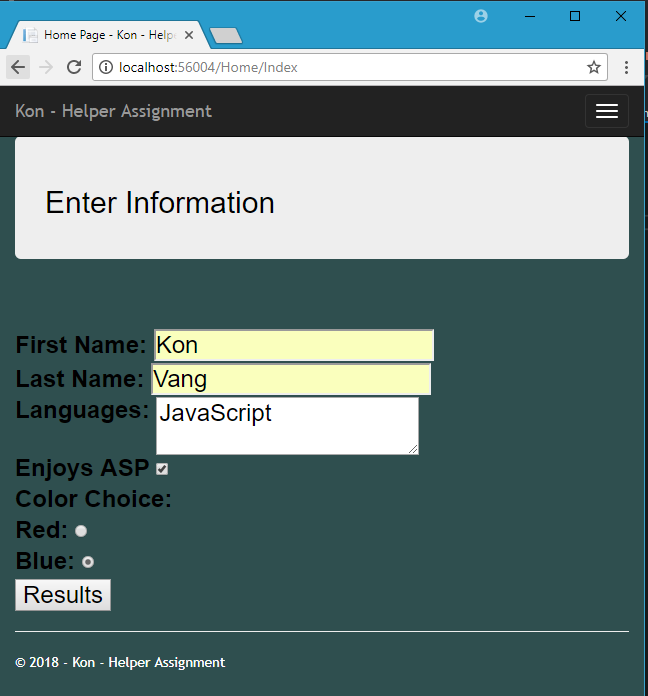 Home Page - Kon - Help
localhost:56004/Home/Index
Kon - Helper Assignment
Enter Information
First Name: Kon
Last Name: Vang
Languages: JavaScript
Enjoys ASP
Color Choice:
Red:
Blue:
Results
© 2018 - Kon - Helper Assignment